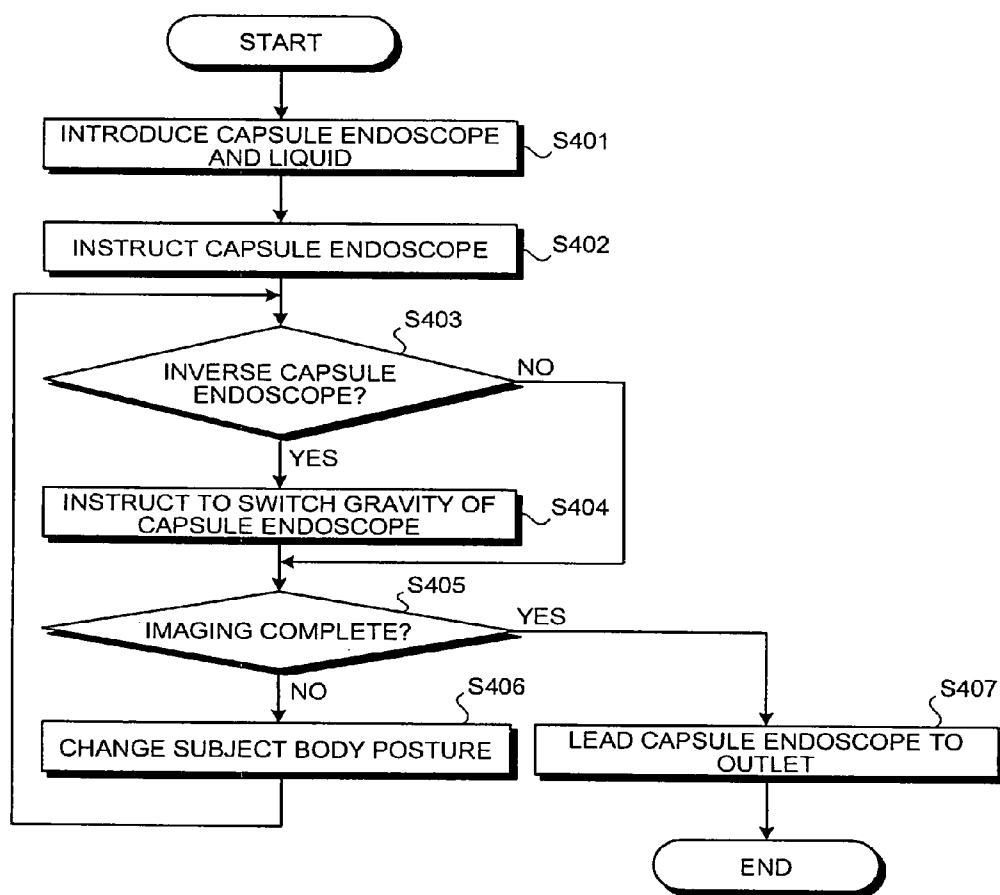 START
INTRODUCE CAPSULE ENDOSCOPE
AND LIQUID
S401
INSTRUCT CAPSULE ENDOSCOPE
S402
S403
INVERSE CAPSULE
ENDOSCOPE?
NO
YES
INSTRUCT TO SWITCH GRAVITY OF
CAPSULE ENDOSCOPE
S404
S405
IMAGING COMPLETE?
YES
NO
S406
CHANGE SUBJECT BODY POSTURE
S407
LEAD CAPSULE ENDOSCOPE TO
OUTLET
END